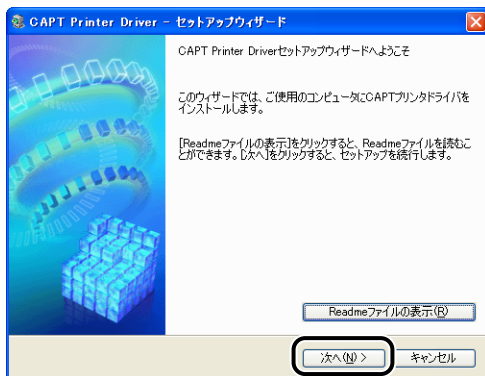 CAPT Printer Driver - セットアップウィザード
CAPT Printer Driverセットアップウィザードへようこそ
このウィザードでは、ご使用のコンピュータにCAPTプリンタドライバを
インストールします。
[Readmeファイルの表示]をクリックすると、Readmeファイルを読むこ
とができます。[次へ]をクリックすると、セットアップを続行します。
Readmeファイルの表示(R)
次へ(N) >
キャンセル